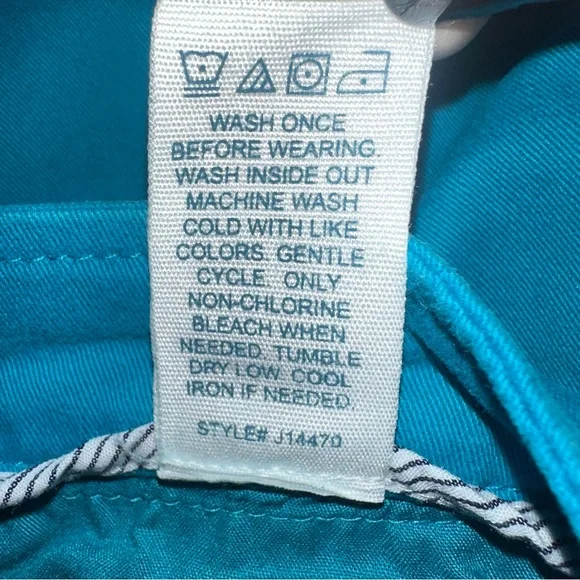 WASH ONCE
BEFORE WEARING.
WASH INSIDE OUT
MACHINE WASH
COLD WITH LIKE
COLORS. GENTLE
CYCLE. ONLY
NON-CHLORINE
BLEACH WHEN
NEEDED. TUMBLE
DRY LOW. COOL
IRON IF NEEDED.
STYLE# J14470